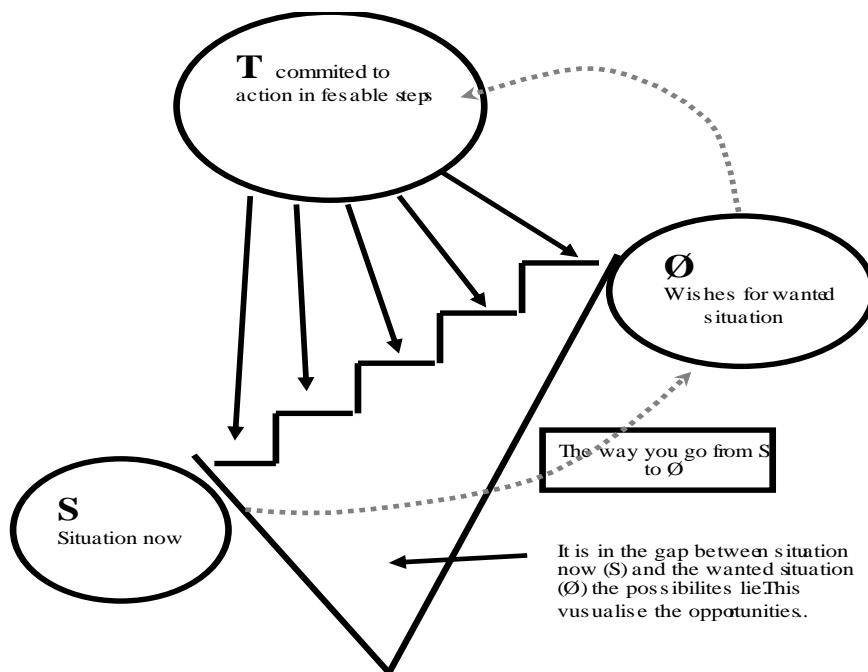 T commited to
action in fesable steps
Ø
Wishes for wanted
situation
The way you go from S
to Ø
S
Situation now
It is in the gap between situation
now (S) and the wanted situation
(Ø) the possibilites lie.This
vusualise the opportunities..